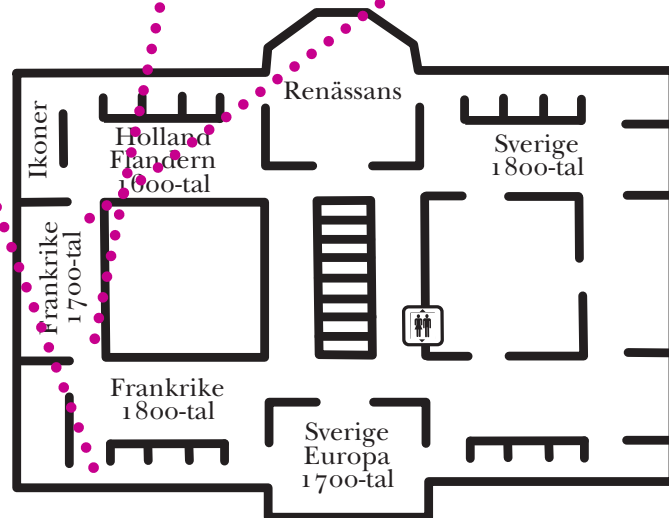 Renässans
Ikoner
Holland
Flandern
1600-tal
Sverige
1800-tal
Frankrike
1700-tal
Frankrike
1800-tal
Sverige
Europa
1700-tal